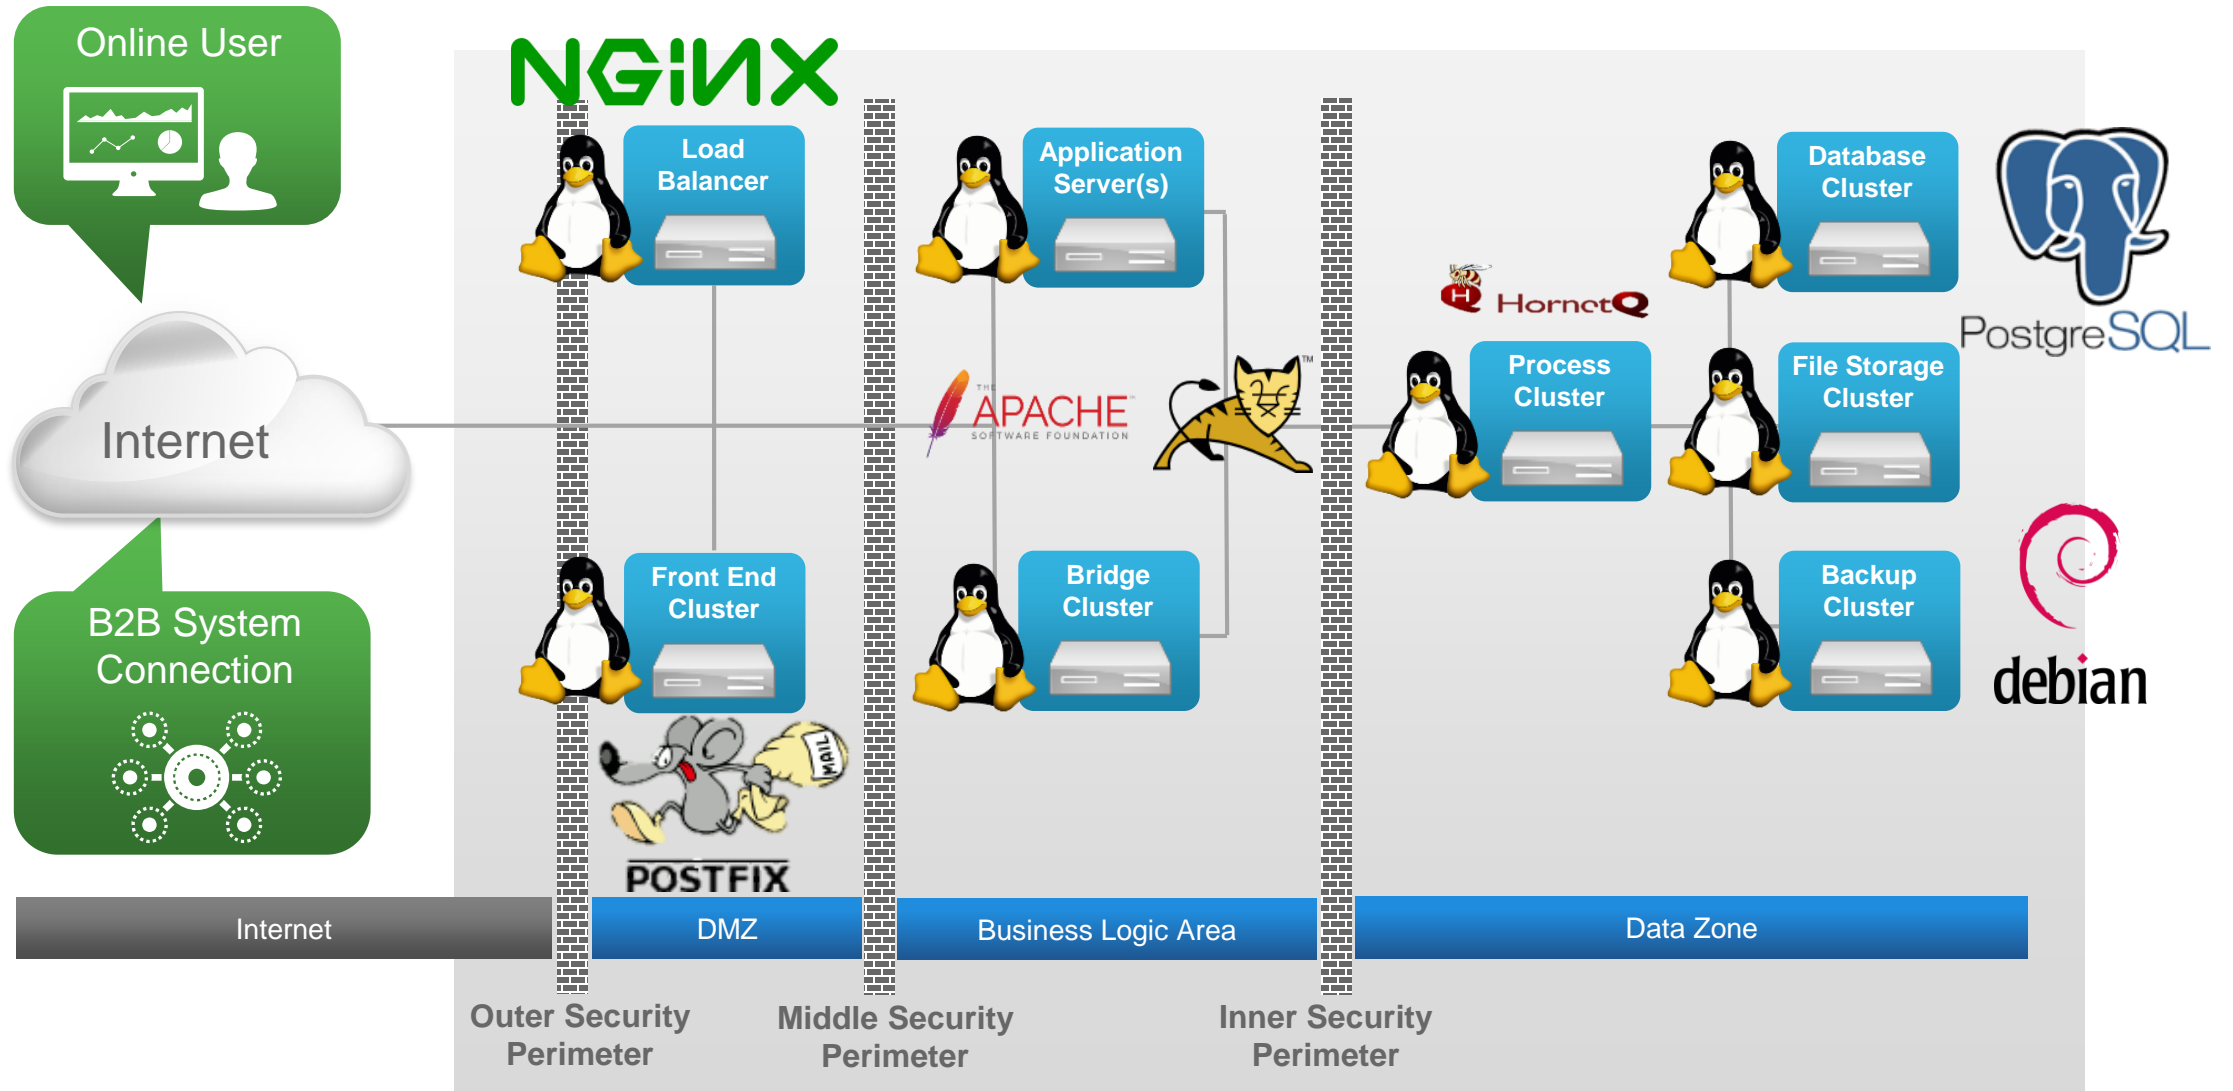 Online User
NGiNX
Load
Balancer
Application
Server(s)
Database
Cluster
HornetQ
H
PostgreSQL
Process
Cluster
File Storage
Cluster
THE
APACHE
SOFTWARE FOUNDATION
TM
Internet
B2B System
Connection
Front End
Cluster
Bridge
Cluster
Backup
Cluster
debian
MAIL
POSTFIX
Internet
DMZ
Business Logic Area
Data Zone
Outer Security
Perimeter
Middle Security
Perimeter
Inner Security
Perimeter